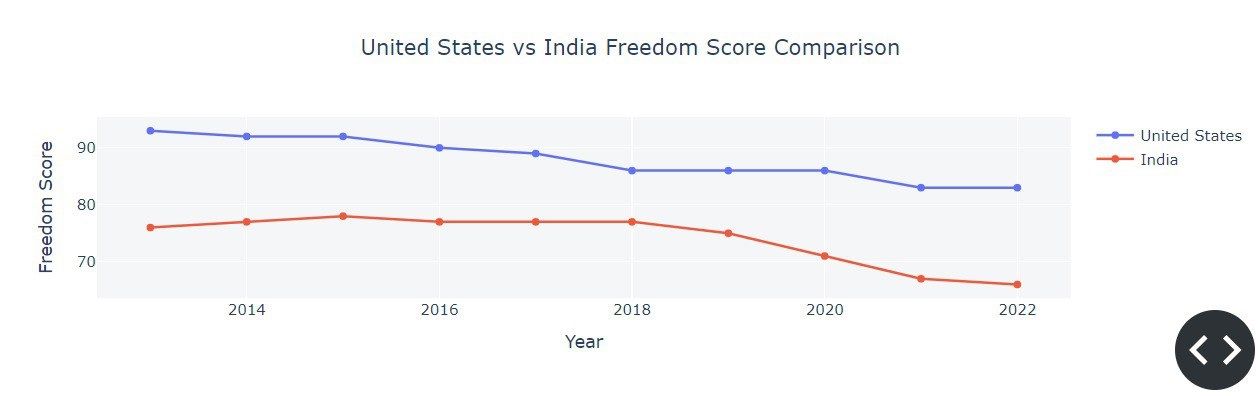 United States vs India Freedom Score Comparison
United States
India
Freedom Score
90
80
70
2014 2016 2018 2020 2022
Year